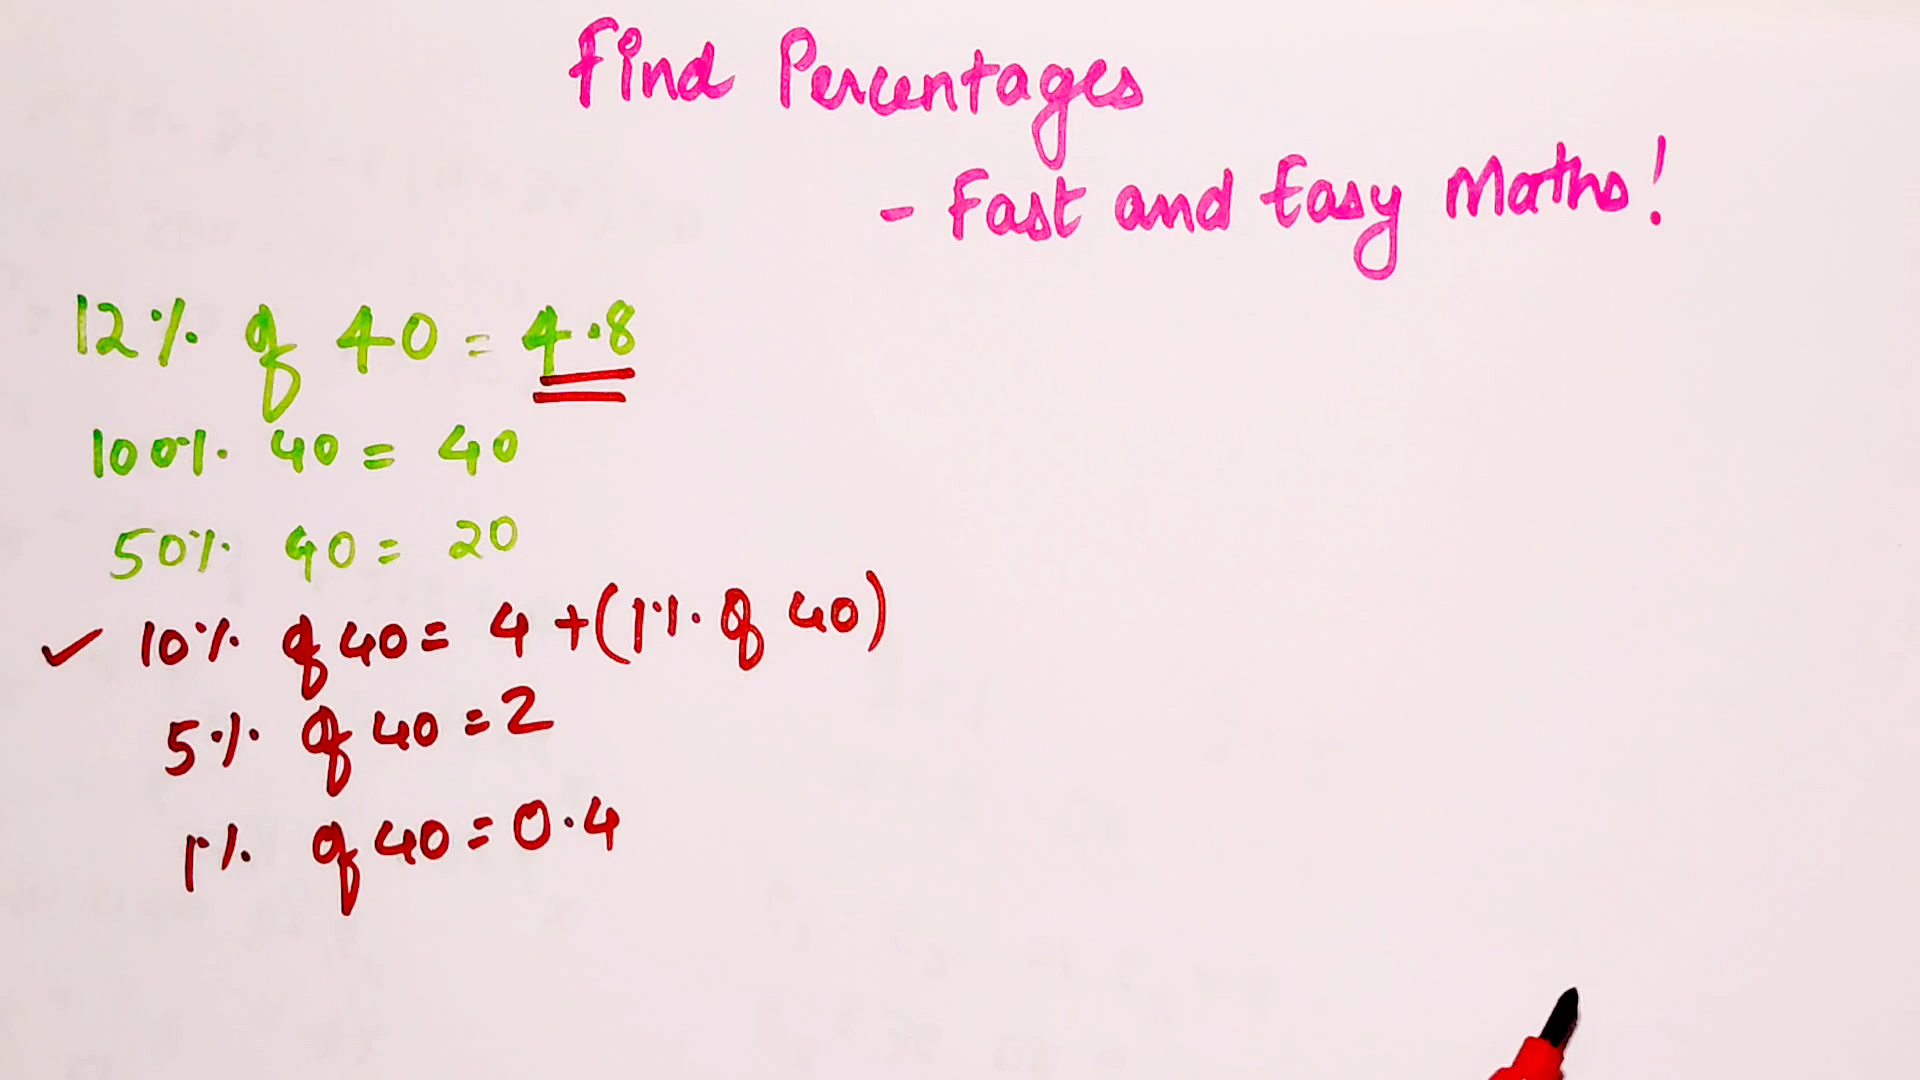 Find Percentages
- Fast and Easy Maths!
12% of 40 = 4.8
100% 40 = 40
50% 40 = 20
✓ 10% of 40 = 4 + (1% of 40)
5% of 40 = 2
1% of 40 = 0.4